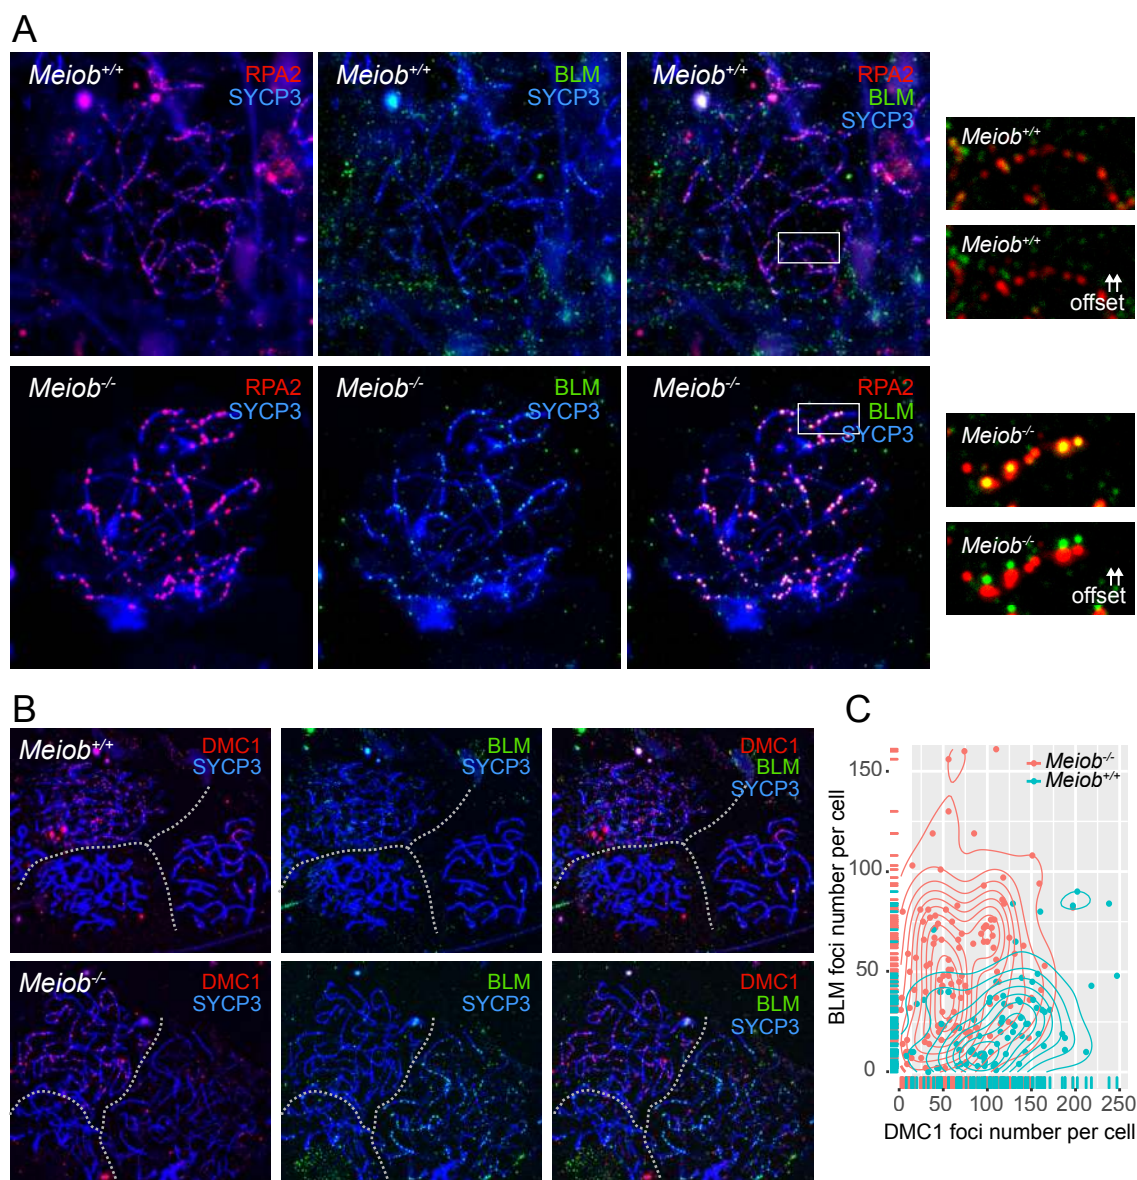 A
Meiob+/+
RPA2
SYCP3
Meiob+/+
BLM
SYCP3
Meiob+/+
RPA2
BLM
SYCP3
Meiob+/+
Meiob+/+
offset
Meiob-/-
RPA2
SYCP3
Meiob-/-
BLM
SYCP3
Meiob-/-
RPA2
BLM
SYCP3
Meiob-/-
Meiob-/-
offset
B
Meiob+/+
DMC1
SYCP3
BLM
SYCP3
DMC1
BLM
SYCP3
Meiob-/-
DMC1
SYCP3
BLM
SYCP3
DMC1
BLM
SYCP3
C
Meiob-/-
Meiob+/+
BLM foci number per cell
150
100
50
0
0 50 100 150 200 250
DMC1 foci number per cell